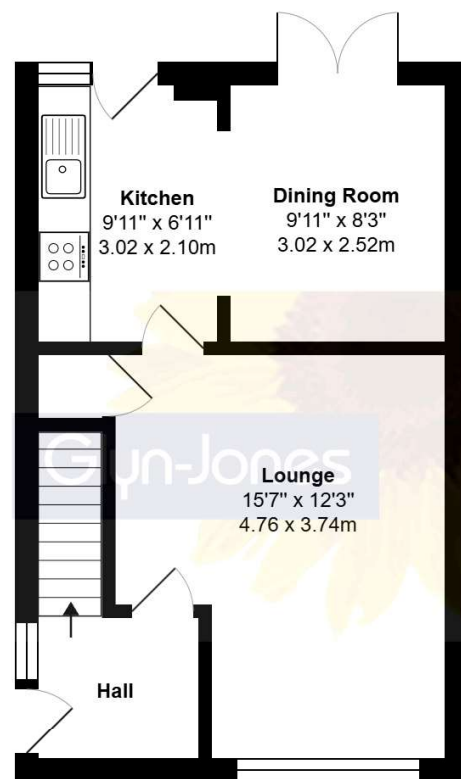 Kitchen
9'11" x 6'11"
3.02 x 2.10m
Dining Room
9'11" x 8'3"
3.02 x 2.52m
Glyn-Jones
Lounge
15'7" x 12'3"
4.76 x 3.74m
Hall